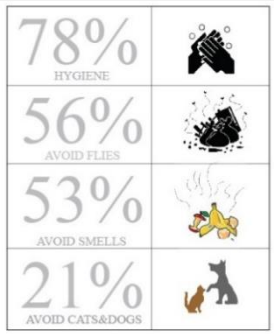 78%
HYGIENE
56%
AVOID FLIES
53%
AVOID SMELLS
21%
AVOID CATS&DOGS